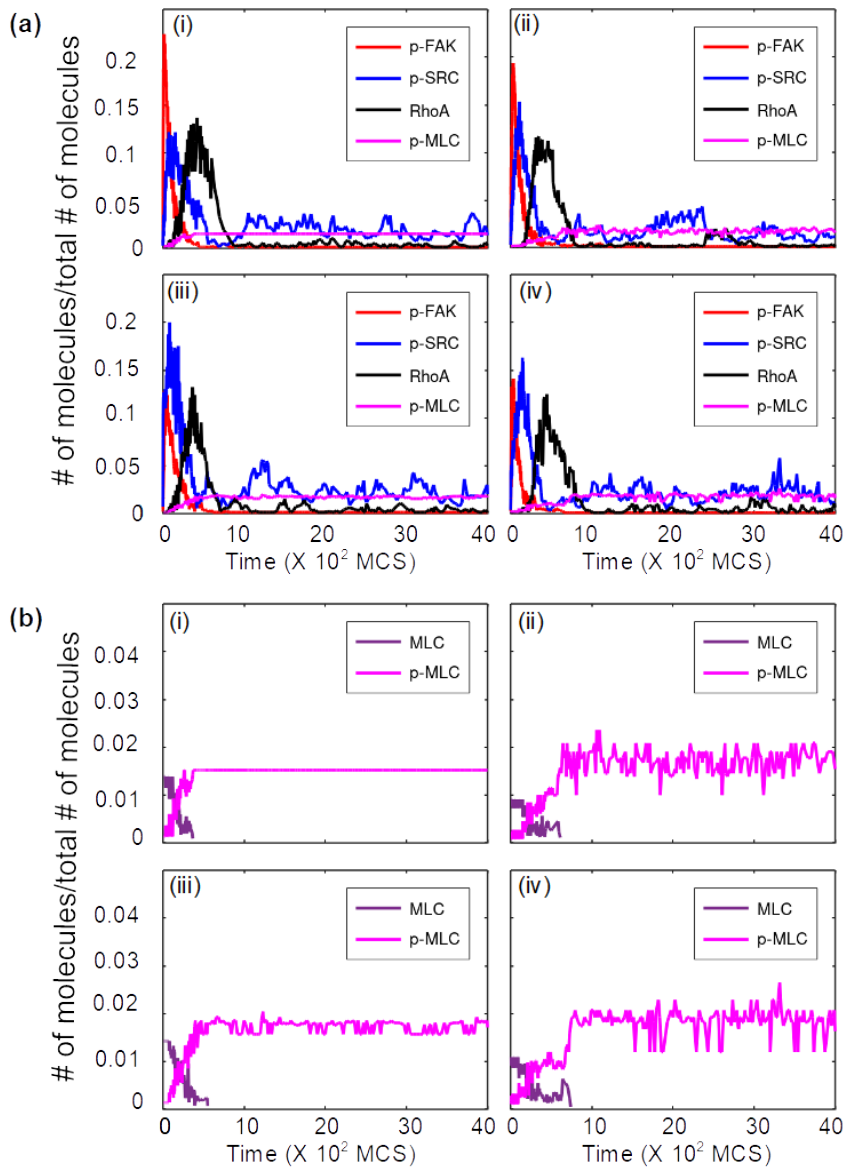 (a)
# of molecules/total # of molecules
(i)
p-FAK
p-SRC
RhoA
p-MLC
0.2
0.15
0.1
0.05
0
(ii)
p-FAK
p-SRC
RhoA
p-MLC
(iii)
p-FAK
p-SRC
RhoA
p-MLC
0.2
0.15
0.1
0.05
0
0 10 20 30 40
Time (X 10² MCS)
(iv)
p-FAK
p-SRC
RhoA
p-MLC
0 10 20 30 40
Time (X 10² MCS)
(b)
# of molecules/total # of molecules
(i)
MLC
p-MLC
0.04
0.03
0.02
0.01
0
(ii)
MLC
p-MLC
(iii)
MLC
p-MLC
0.04
0.03
0.02
0.01
0
0 10 20 30 40
Time (X 10² MCS)
(iv)
MLC
p-MLC
0 10 20 30 40
Time (X 10² MCS)